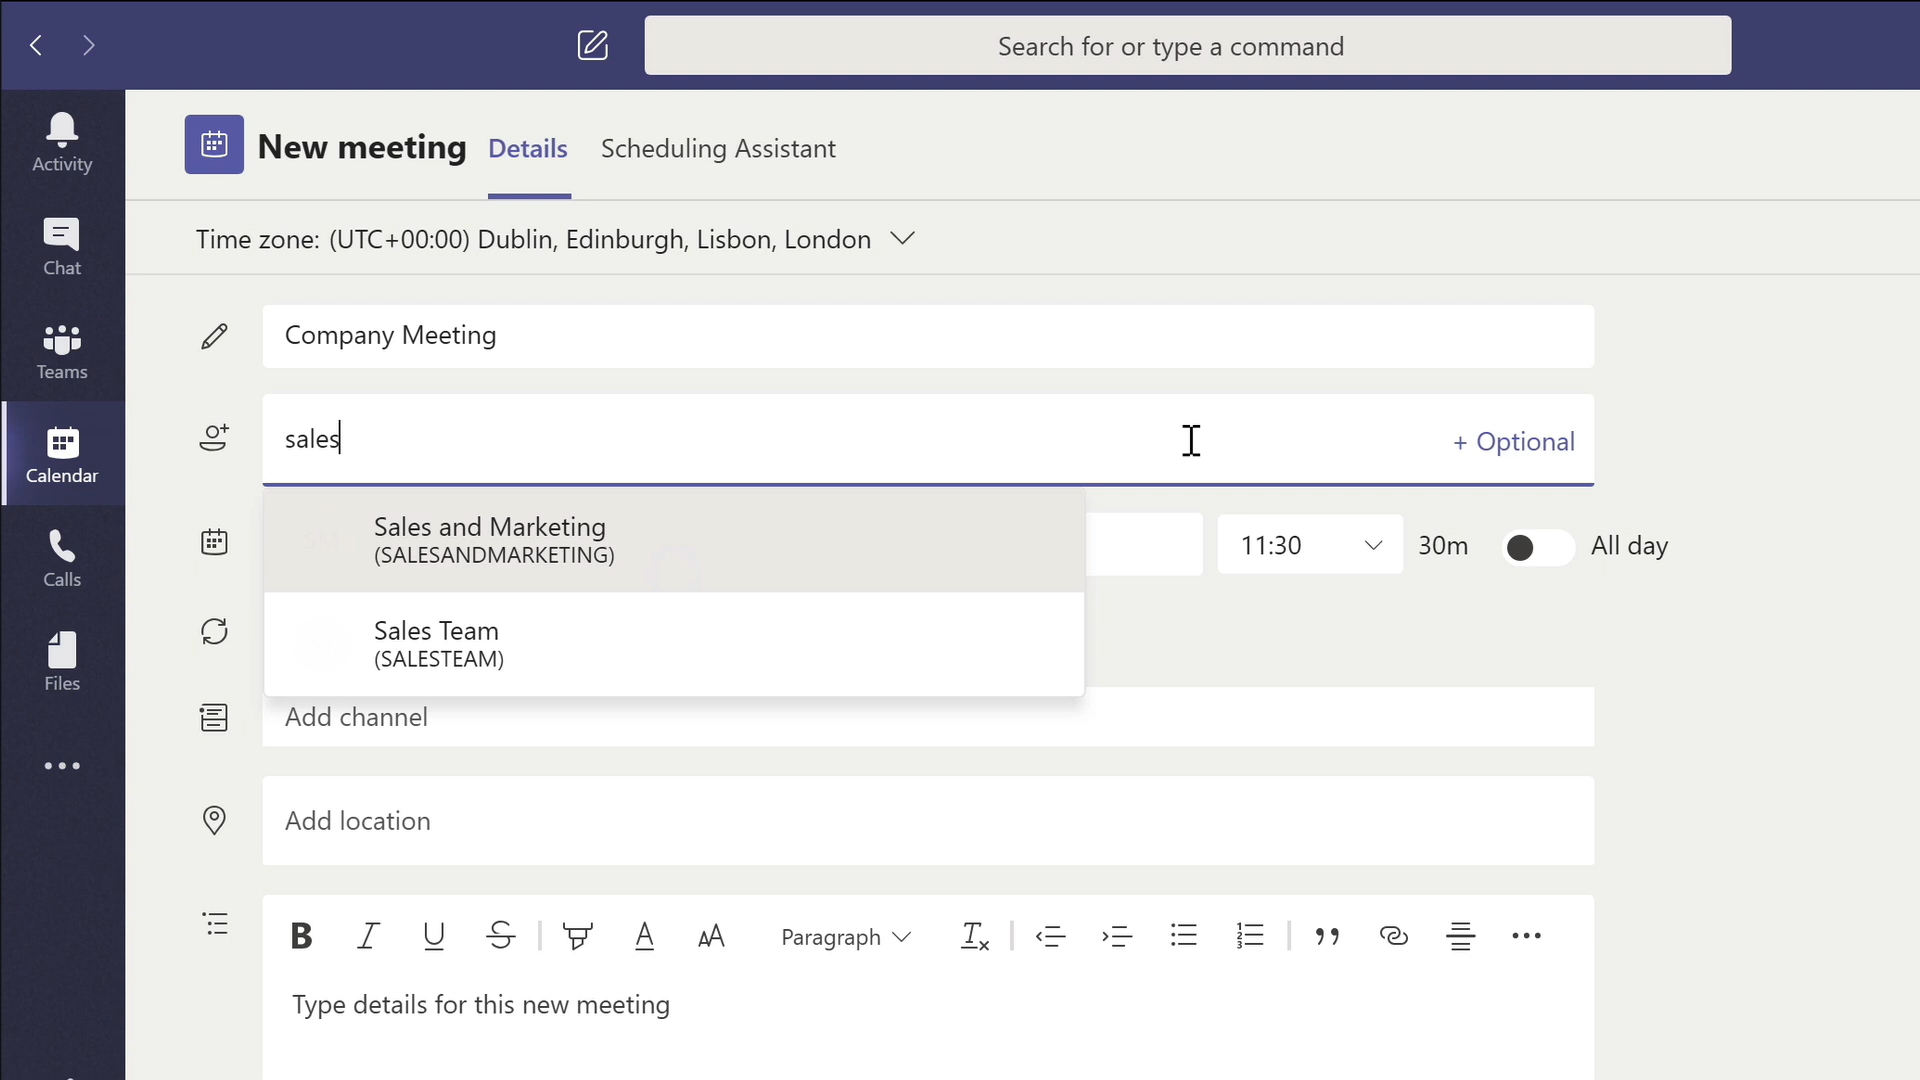 Search for or type a command
Activity
Chat
Teams
Calendar
Calls
Files
New meeting Details Scheduling Assistant
Time zone: (UTC+00:00) Dublin, Edinburgh, Lisbon, London
Company Meeting
sales + Optional
Sales and Marketing
(SALESANDMARKETING)
Sales Team
(SALESTEAM)
11:30 30m All day
Add channel
Add location
B I U S A AA Paragraph Tx
Type details for this new meeting